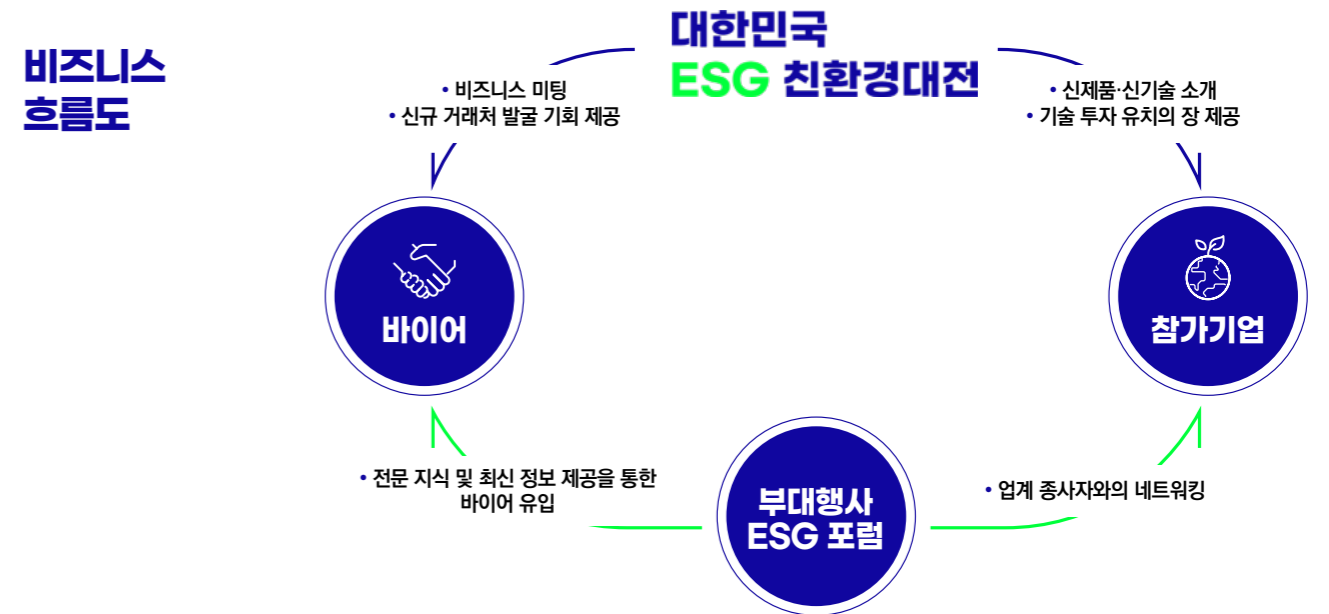 비즈니스
흐름도
대한민국
ESG 친환경대전
• 비즈니스 미팅
• 신규 거래처 발굴 기회 제공
• 신제품·신기술 소개
• 기술 투자 유치의 장 제공
바이어
참가기업
• 전문 지식 및 최신 정보 제공을 통한
바이어 유입
부대행사
ESG 포럼
• 업계 종사자와의 네트워킹